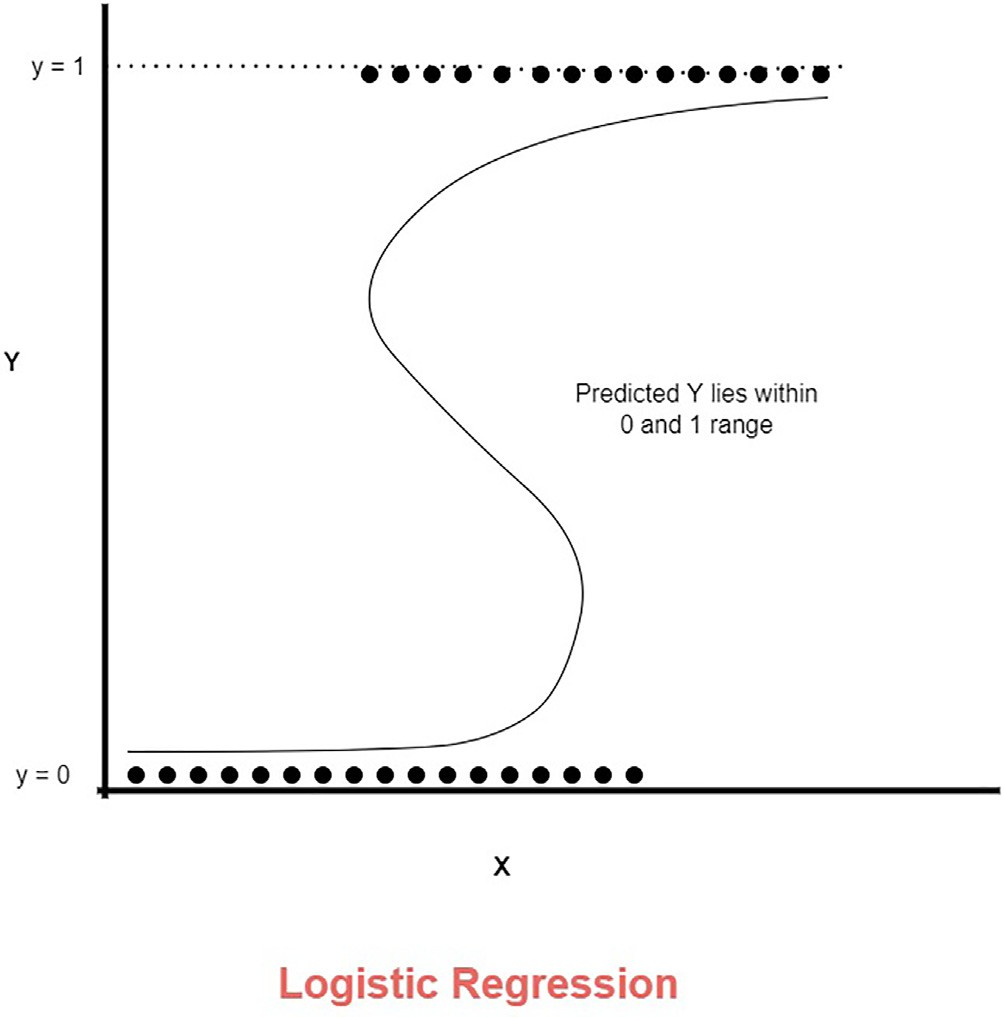 y = 1
Y
Predicted Y lies within
0 and 1 range
y = 0
X
Logistic Regression